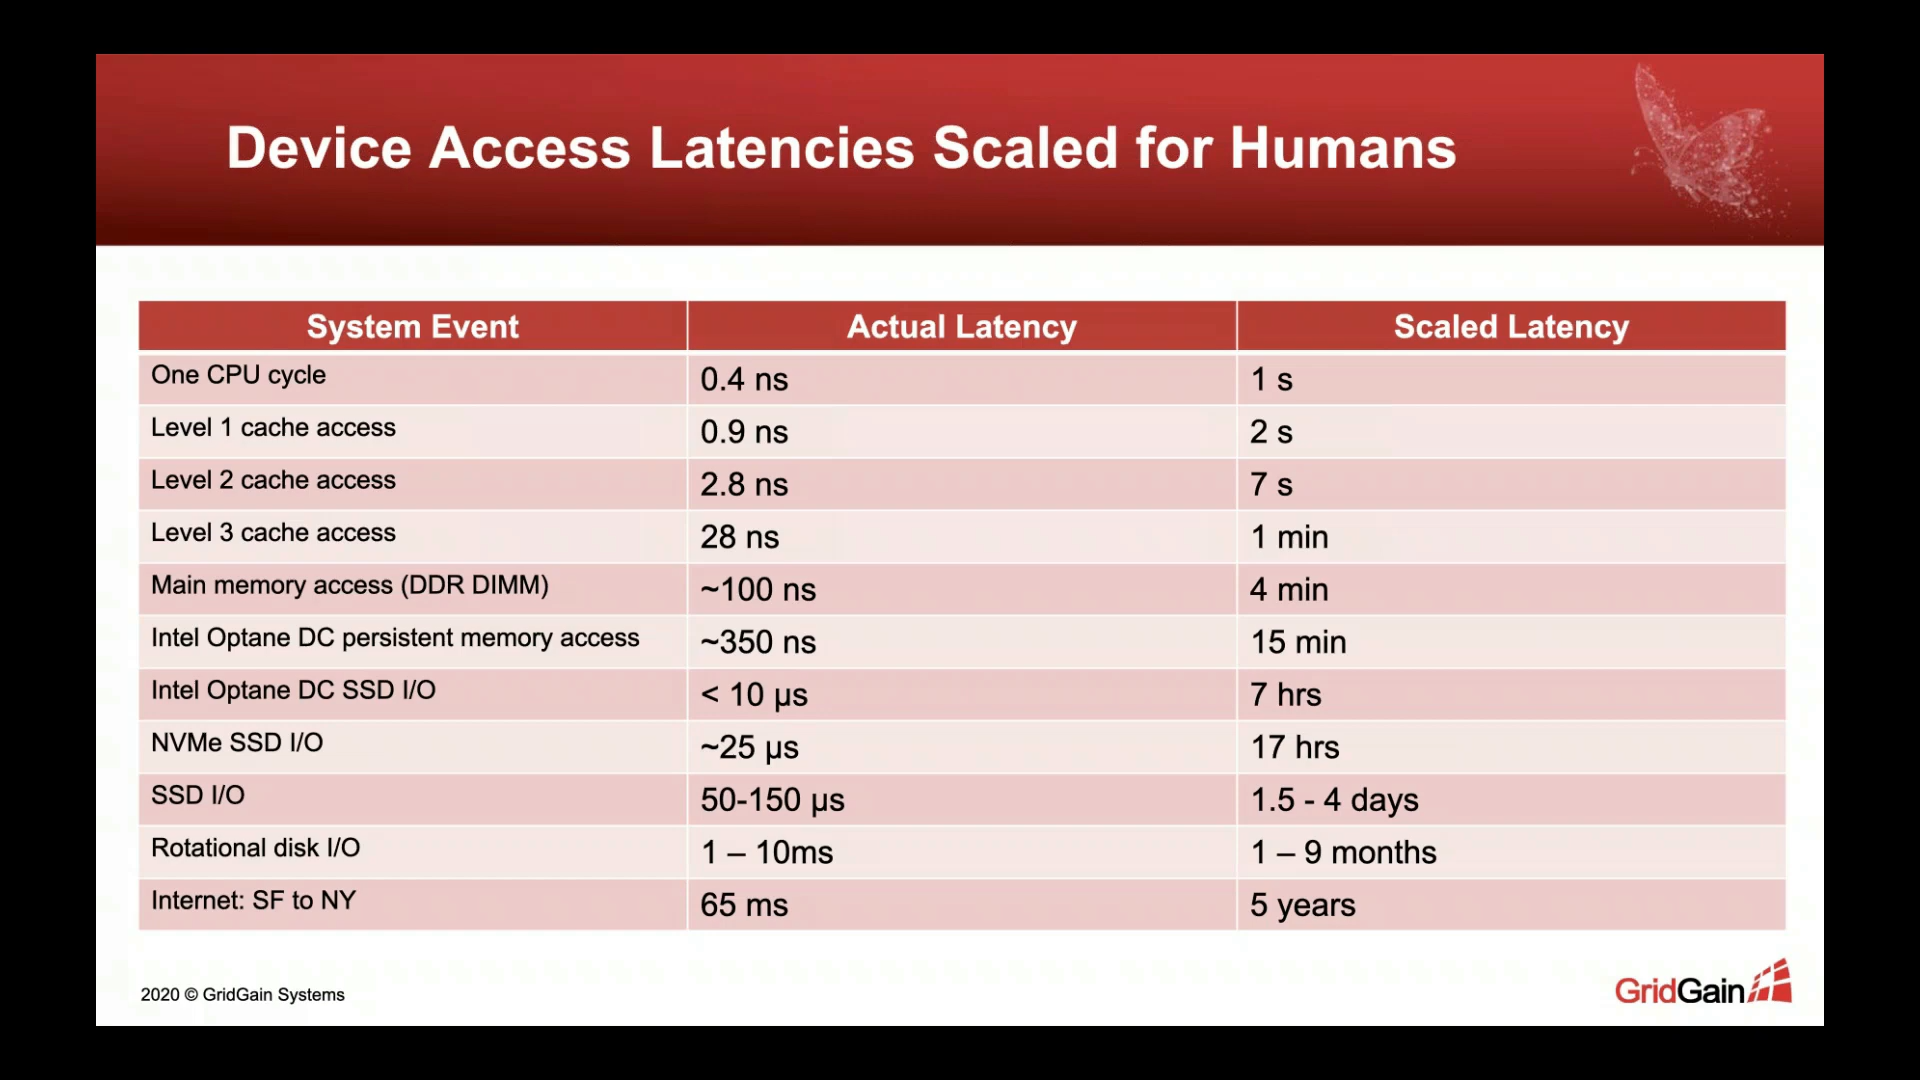 Device Access Latencies Scaled for Humans
System Event Actual Latency Scaled Latency
One CPU cycle 0.4 ns 1 s
Level 1 cache access 0.9 ns 2 s
Level 2 cache access 2.8 ns 7 s
Level 3 cache access 28 ns 1 min
Main memory access (DDR DIMM) ~100 ns 4 min
Intel Optane DC persistent memory access ~350 ns 15 min
Intel Optane DC SSD I/O < 10 μs 7 hrs
NVMe SSD I/O ~25 μs 17 hrs
SSD I/O 50-150 μs 1.5 - 4 days
Rotational disk I/O 1 – 10ms 1 – 9 months
Internet: SF to NY 65 ms 5 years
2020 © GridGain Systems
GridGain